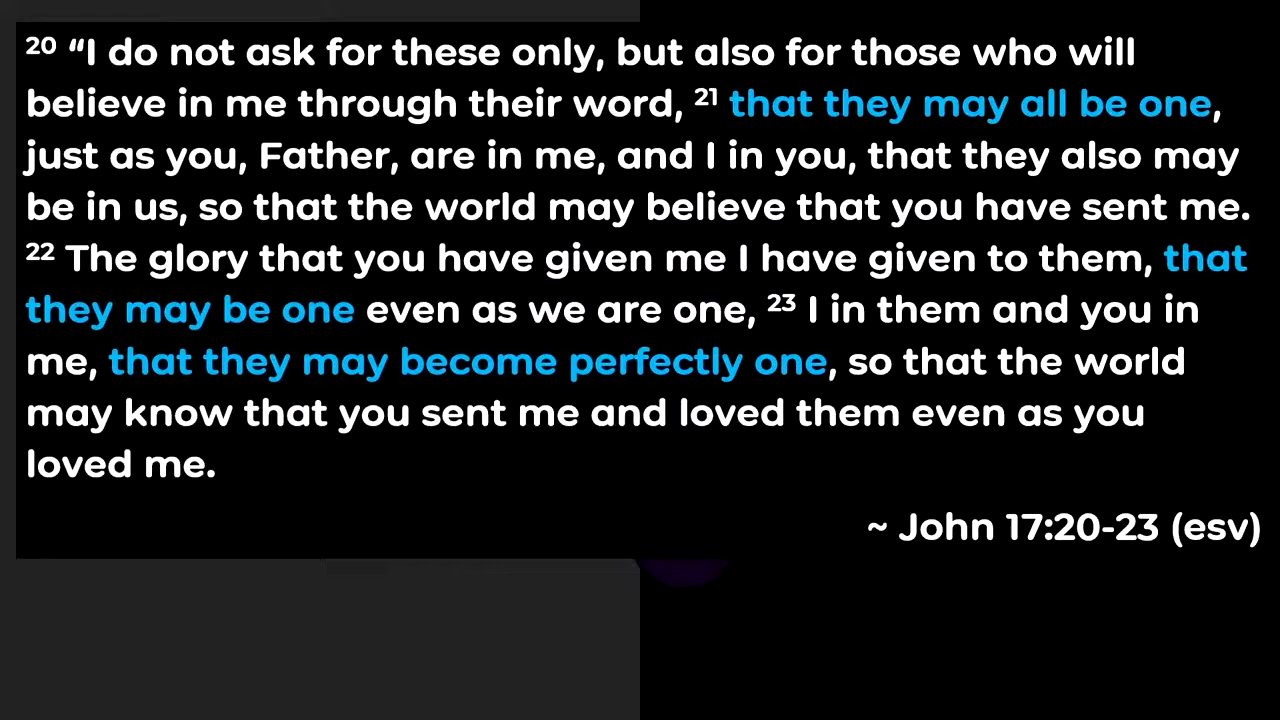 20 “I do not ask for these only, but also for those who will
believe in me through their word, 21 that they may all be one,
just as you, Father, are in me, and I in you, that they also may
be in us, so that the world may believe that you have sent me.
22 The glory that you have given me I have given to them, that
they may be one even as we are one, 23 I in them and you in
me, that they may become perfectly one, so that the world
may know that you sent me and loved them even as you
loved me.
~ John 17:20-23 (esv)